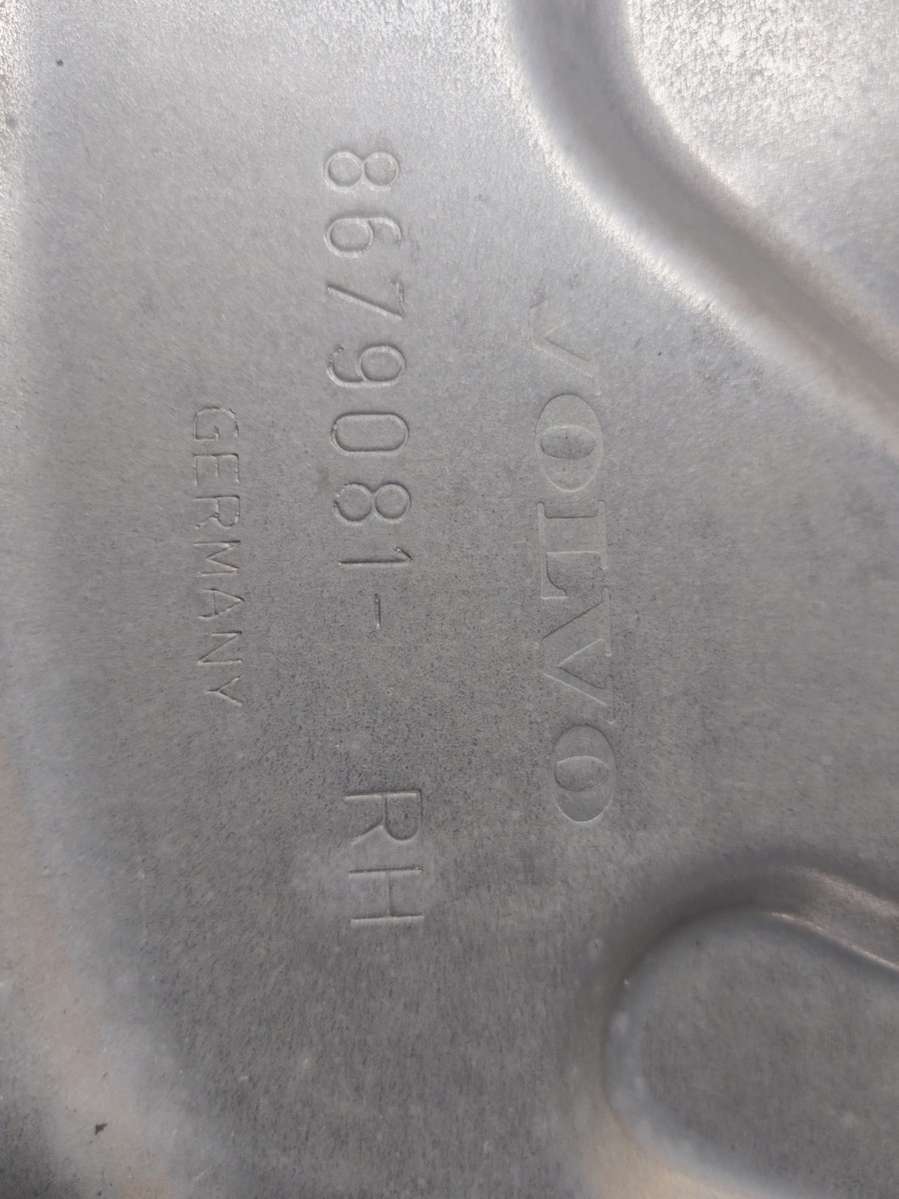 VOLVO
8679081- RH
GERMANY